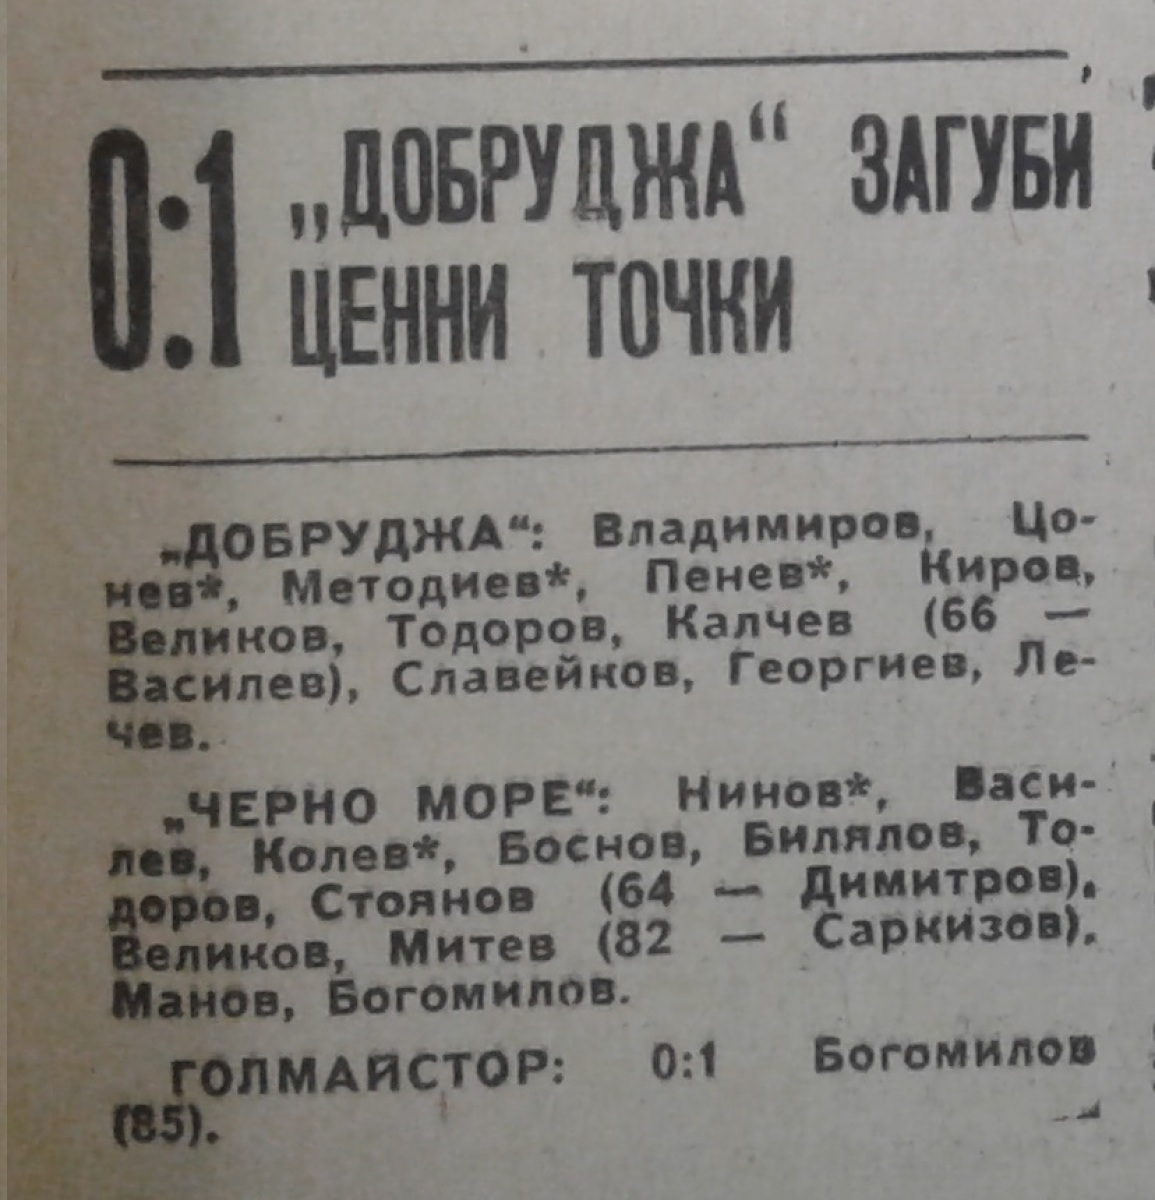 0:1 „ДОБРУДЖА“ ЗАГУБИ
ЦЕННИ ТОЧКИ
„ДОБРУДЖА“: Владимиров, Цо-
нев*, Методиев*, Пенев*, Киров,
Великов, Тодоров, Калчев (66 —
Василев), Славейков, Георгиев, Ле-
чев.
„ЧЕРНО МОРЕ“: Нинов*, Васи-
лев, Колев*, Боснов, Билялов, То-
доров, Стоянов (64 — Димитров),
Великов, Митев (82 — Саркизов),
Манов, Богомилов.
ГОЛМАЙСТОР: 0:1 Богомилов
(85).